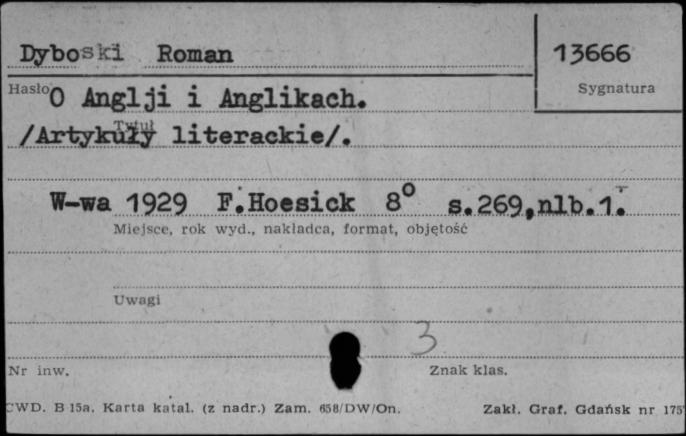 Dyboski Roman
13666
Hasło
Sygnatura
O Anglji i Anglikach.
Tytuł
/Artykuły literackie/.
W-wa 1929 F.Hoesick 8° s.269,nlb.1.
Miejsce, rok wyd., nakładca, format, objętość
Uwagi
3
Nr inw.
Znak klas.
CWD. B 15a. Karta katal. (z nadr.) Zam. 658/DW/On.
Zakł. Graf. Gdańsk nr 175